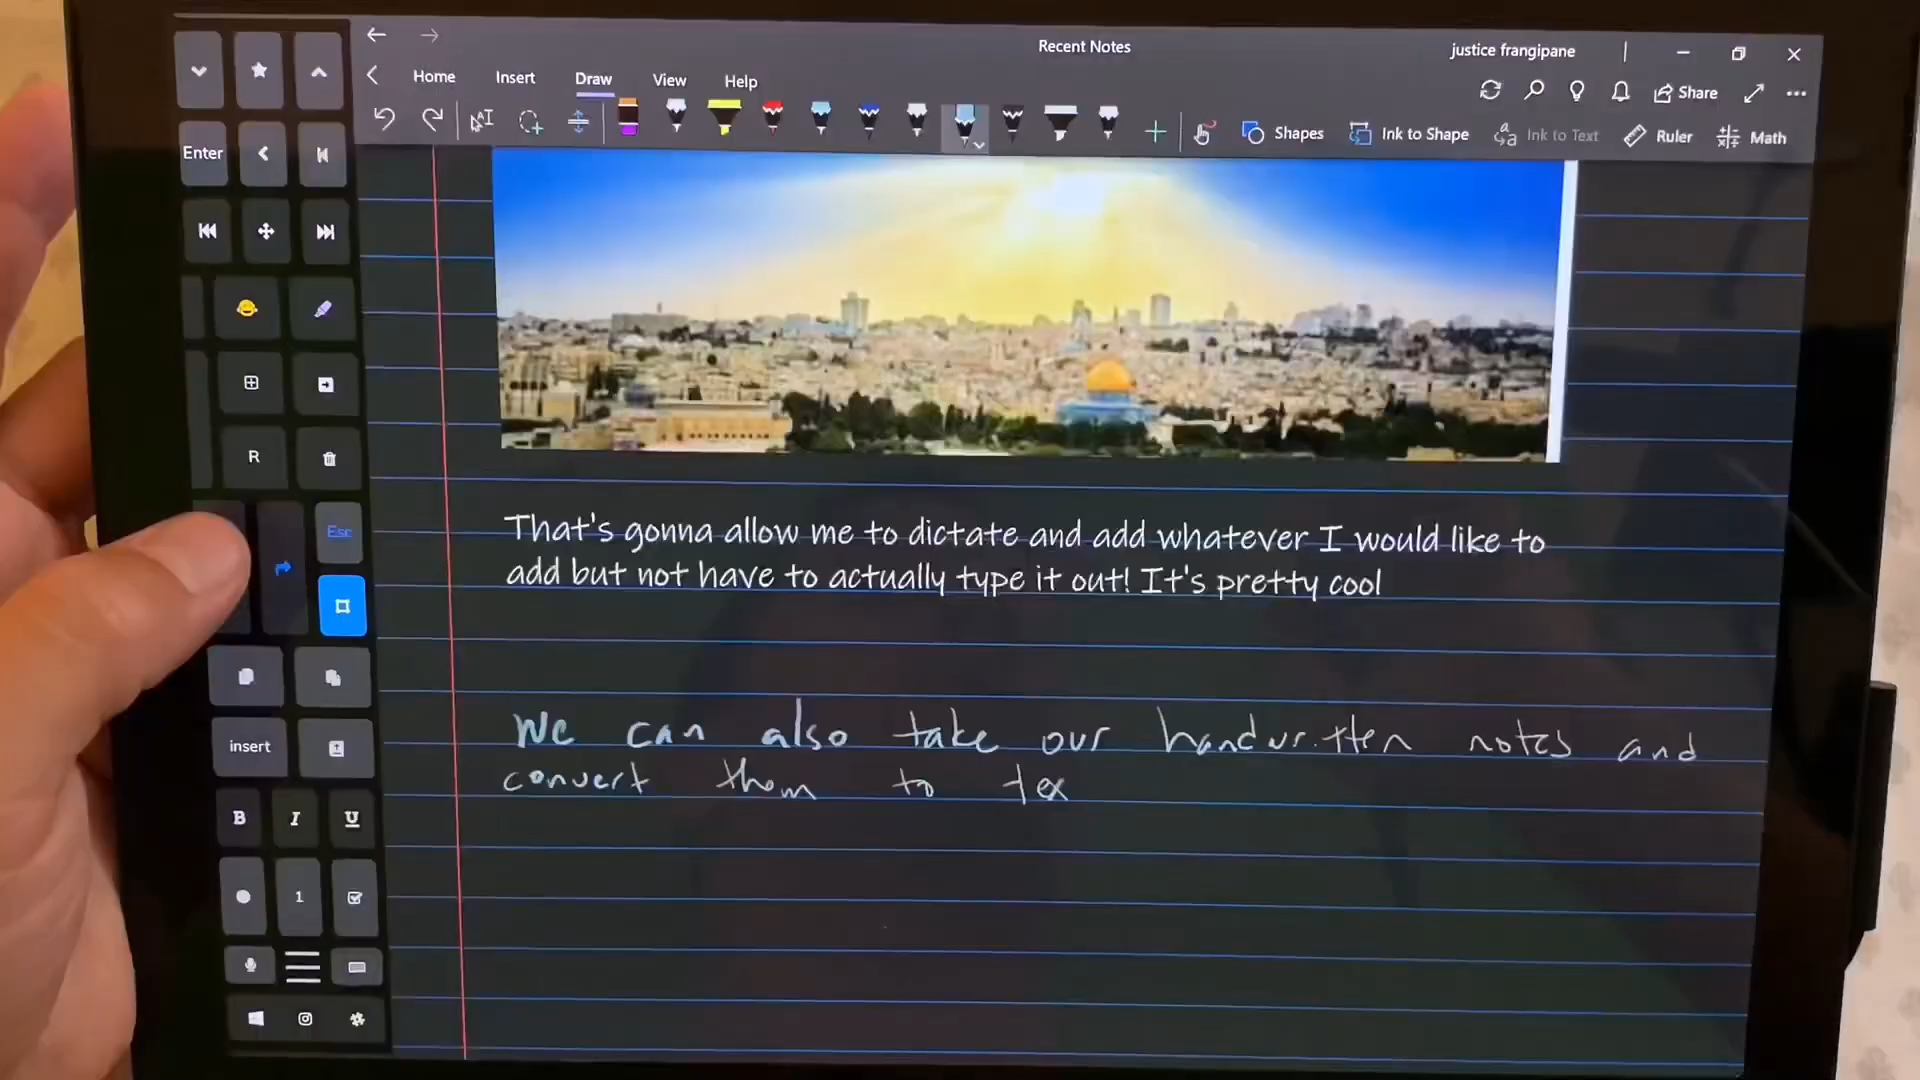 Recent Notes
justice frangipane
Home Insert Draw View Help
Share
Shapes Ink to Shape Ink to Text Ruler Math
Enter
R
Esc
insert
B I U
1
That's gonna allow me to dictate and add whatever I would like to
add but not have to actually type it out! It's pretty cool
We can also take our handwritten notes and
convert them to tex